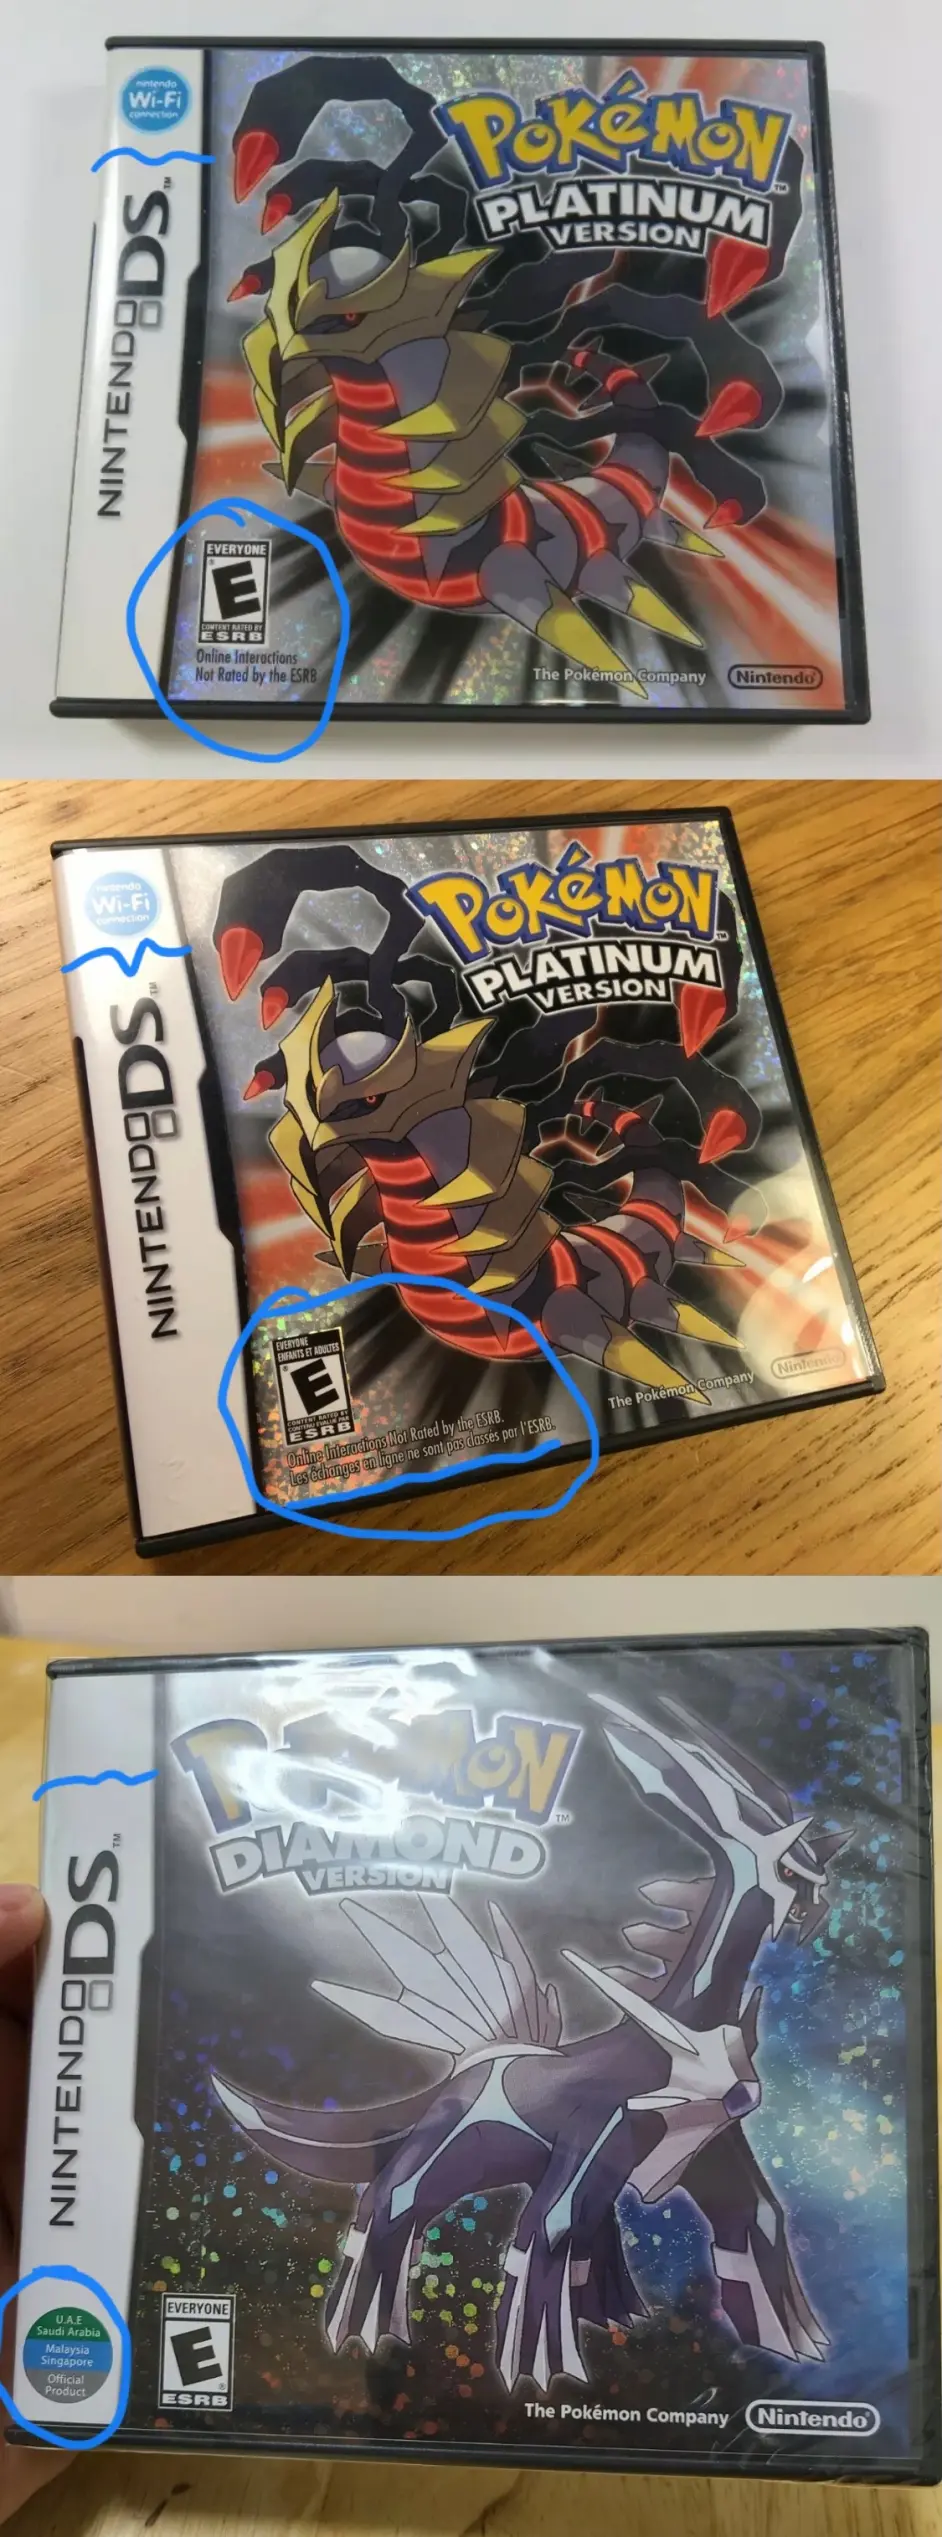 nintendo
Wi-Fi
connection
NINTENDO DS™
POKéMON™
PLATINUM
VERSION
EVERYONE
E
CONTENT RATED BY
ESRB
Online Interactions
Not Rated by the ESRB
The Pokémon Company
Nintendo®
nintendo
Wi-Fi
connection
NINTENDO DS™
POKéMON™
PLATINUM
VERSION
EVERYONE
ENFANTS ET ADULTES
E
CONTENT RATED BY
CONTENU ÉVALUÉ PAR
ESRB
Online Interactions Not Rated by the ESRB.
Les échanges en ligne ne sont pas classés par l'ESRB.
The Pokémon Company
Nintendo
NINTENDO DS™
POKéMON™
DIAMOND
VERSION
U.A.E
Saudi Arabia
Malaysia
Singapore
Official
Product
EVERYONE
E
ESRB
The Pokémon Company
Nintendo®